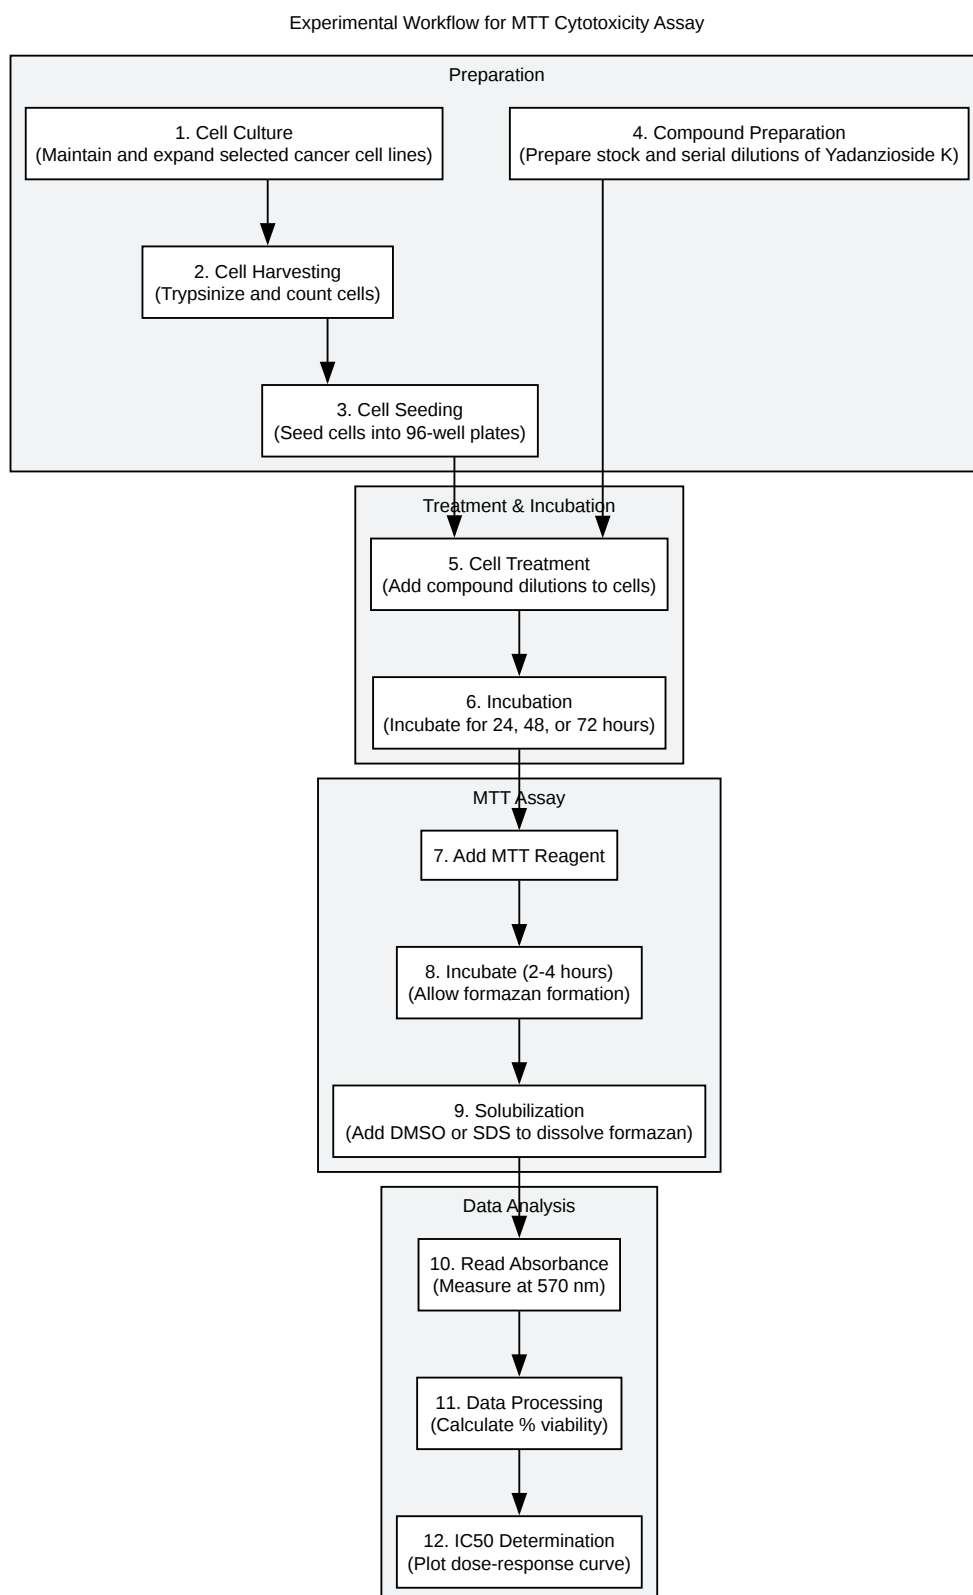 Experimental Workflow for MTT Cytotoxicity Assay
Preparation
1. Cell Culture
(Maintain and expand selected cancer cell lines)
4. Compound Preparation
(Prepare stock and serial dilutions of Yadanzioside K)
2. Cell Harvesting
(Trypsinize and count cells)
3. Cell Seeding
(Seed cells into 96-well plates)
Treatment & Incubation
5. Cell Treatment
(Add compound dilutions to cells)
6. Incubation
(Incubate for 24, 48, or 72 hours)
MTT Assay
7. Add MTT Reagent
8. Incubate (2-4 hours)
(Allow formazan formation)
9. Solubilization
(Add DMSO or SDS to dissolve formazan)
Data Analysis
10. Read Absorbance
(Measure at 570 nm)
11. Data Processing
(Calculate % viability)
12. IC50 Determination
(Plot dose-response curve)